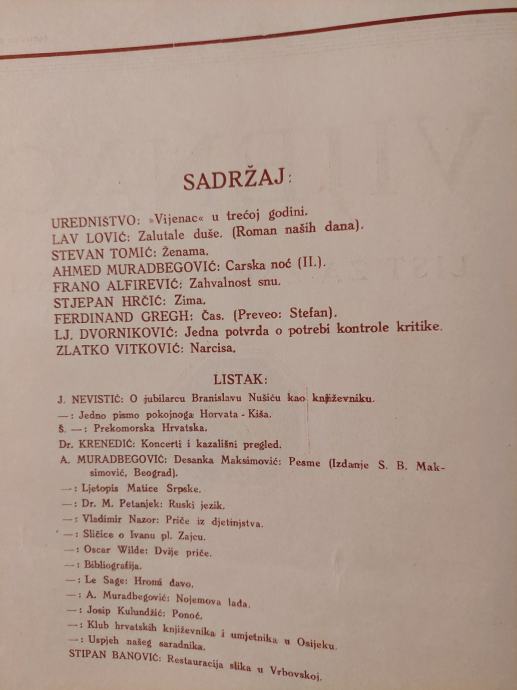 SADRŽAJ:
UREDNISTVO: »Vijenac« u trećoj godini.
LAV LOVIĆ: Zalutale duše. (Roman naših dana).
STEVAN TOMIĆ: Ženama.
AHMED MURADBEGOVIĆ: Carska noć (II.).
FRANO ALFIREVIĆ: Zahvalnost snu.
STJEPAN HRČIĆ: Zima.
FERDINAND GREGH: Čas. (Preveo: Stefan).
LJ. DVORNIKOVIĆ: Jedna potvrda o potrebi kontrole kritike.
ZLATKO VITKOVIĆ: Narcisa.
LISTAK:
J. NEVISTIĆ: O jubilarcu Branislavu Nušiću kao književniku.
—: Jedno pismo pokojnoga Horvata-Kiša.
Š. —: Prekomorska Hrvatska.
Dr. KRENEDIĆ: Koncerti i kazališni pregled.
A. MURADBEGOVIĆ: Desanka Maksimović: Pesme (Izdanje S. B. Mak-
simović, Beograd).
—: Ljetopis Matice Srpske.
—: Dr. M. Petanjek: Ruski jezik.
—: Vladimir Nazor: Priče iz djetinjstva.
—: Sličice o Ivanu pl. Zajcu.
—: Oscar Wilde: Dvije priče.
—: Bibliografija.
—: Le Sage: Hromi đavo.
—: A. Muradbegović: Nojemova lađa.
—: Josip Kulundžić: Ponoć.
—: Klub hrvatskih književnika i umjetnika u Osijeku.
—: Uspjeh našeg saradnika.
STIPAN BANOVIĆ: Restauracija slika u Vrbovskoj.